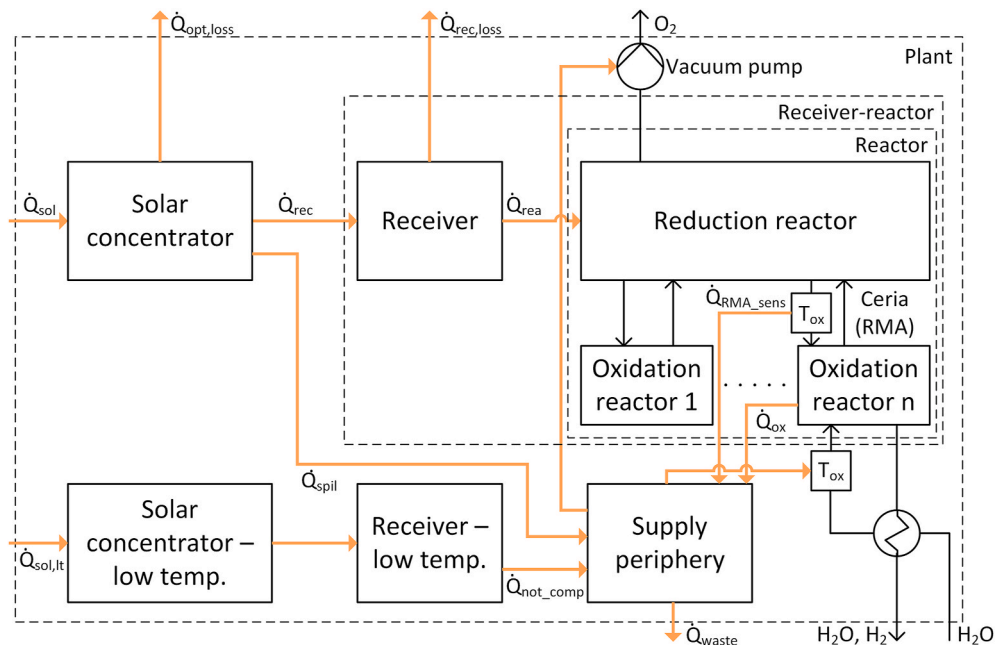 Q̇opt,loss
Q̇rec,loss
O2
Plant
Vacuum pump
Receiver-reactor
Reactor
Q̇sol
Solar
concentrator
Q̇rec
Receiver
Q̇rea
Reduction reactor
Q̇RMA_sens
Tox
Ceria
(RMA)
Oxidation
reactor 1
. . . . .
Oxidation
reactor n
Q̇ox
Tox
Q̇spil
Solar
concentrator –
low temp.
Q̇sol,lt
Receiver –
low temp.
Q̇not_comp
Supply
periphery
Q̇waste
H2O, H2
H2O